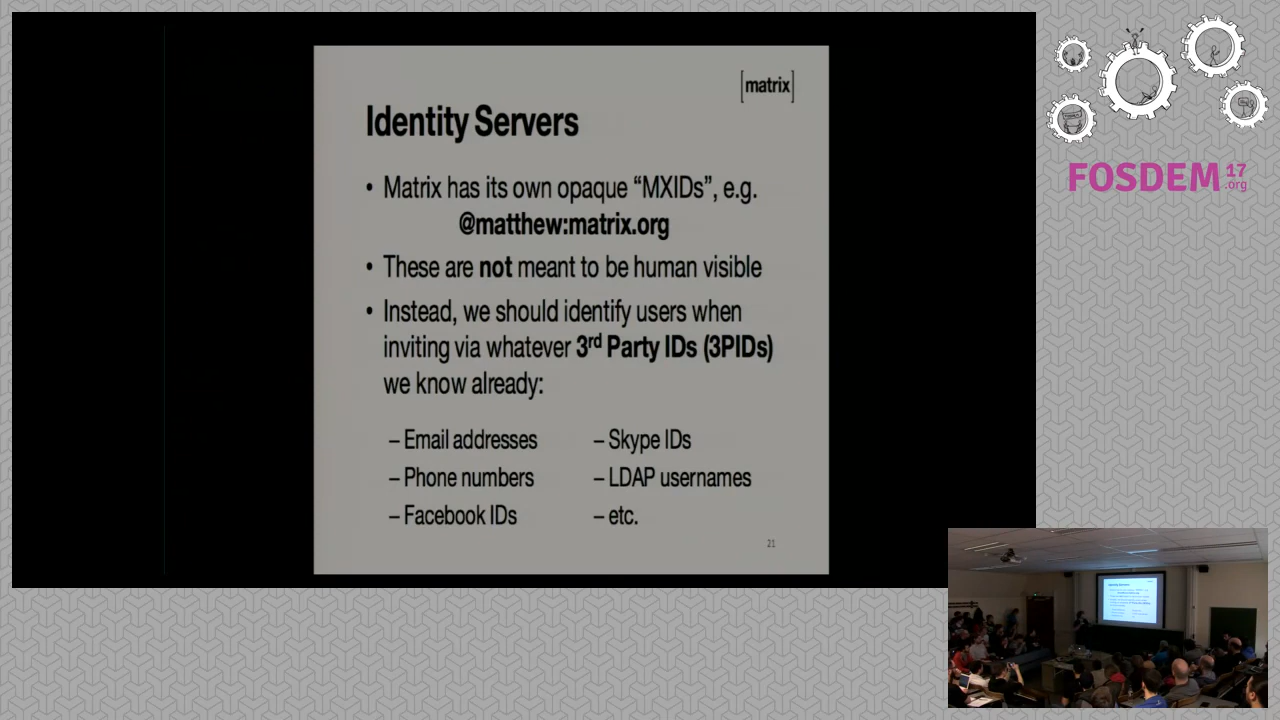 [matrix]
Identity Servers
• Matrix has its own opaque “MXIDs”, e.g.
@matthew:matrix.org
• These are not meant to be human visible
• Instead, we should identify users when
inviting via whatever 3rd Party IDs (3PIDs)
we know already:
– Email addresses
– Phone numbers
– Facebook IDs
– Skype IDs
– LDAP usernames
– etc.
21
FOSDEM 17
.org